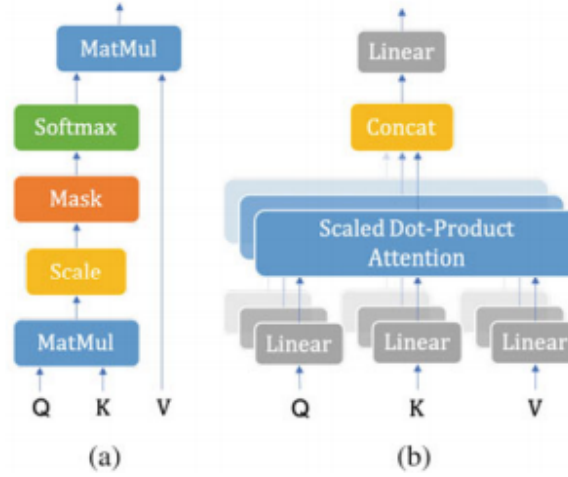 MatMul
Softmax
Mask
Scale
MatMul
Q K V
(a)
Linear
Concat
Scaled Dot-Product
Attention
Linear Linear Linear
Q K V
(b)